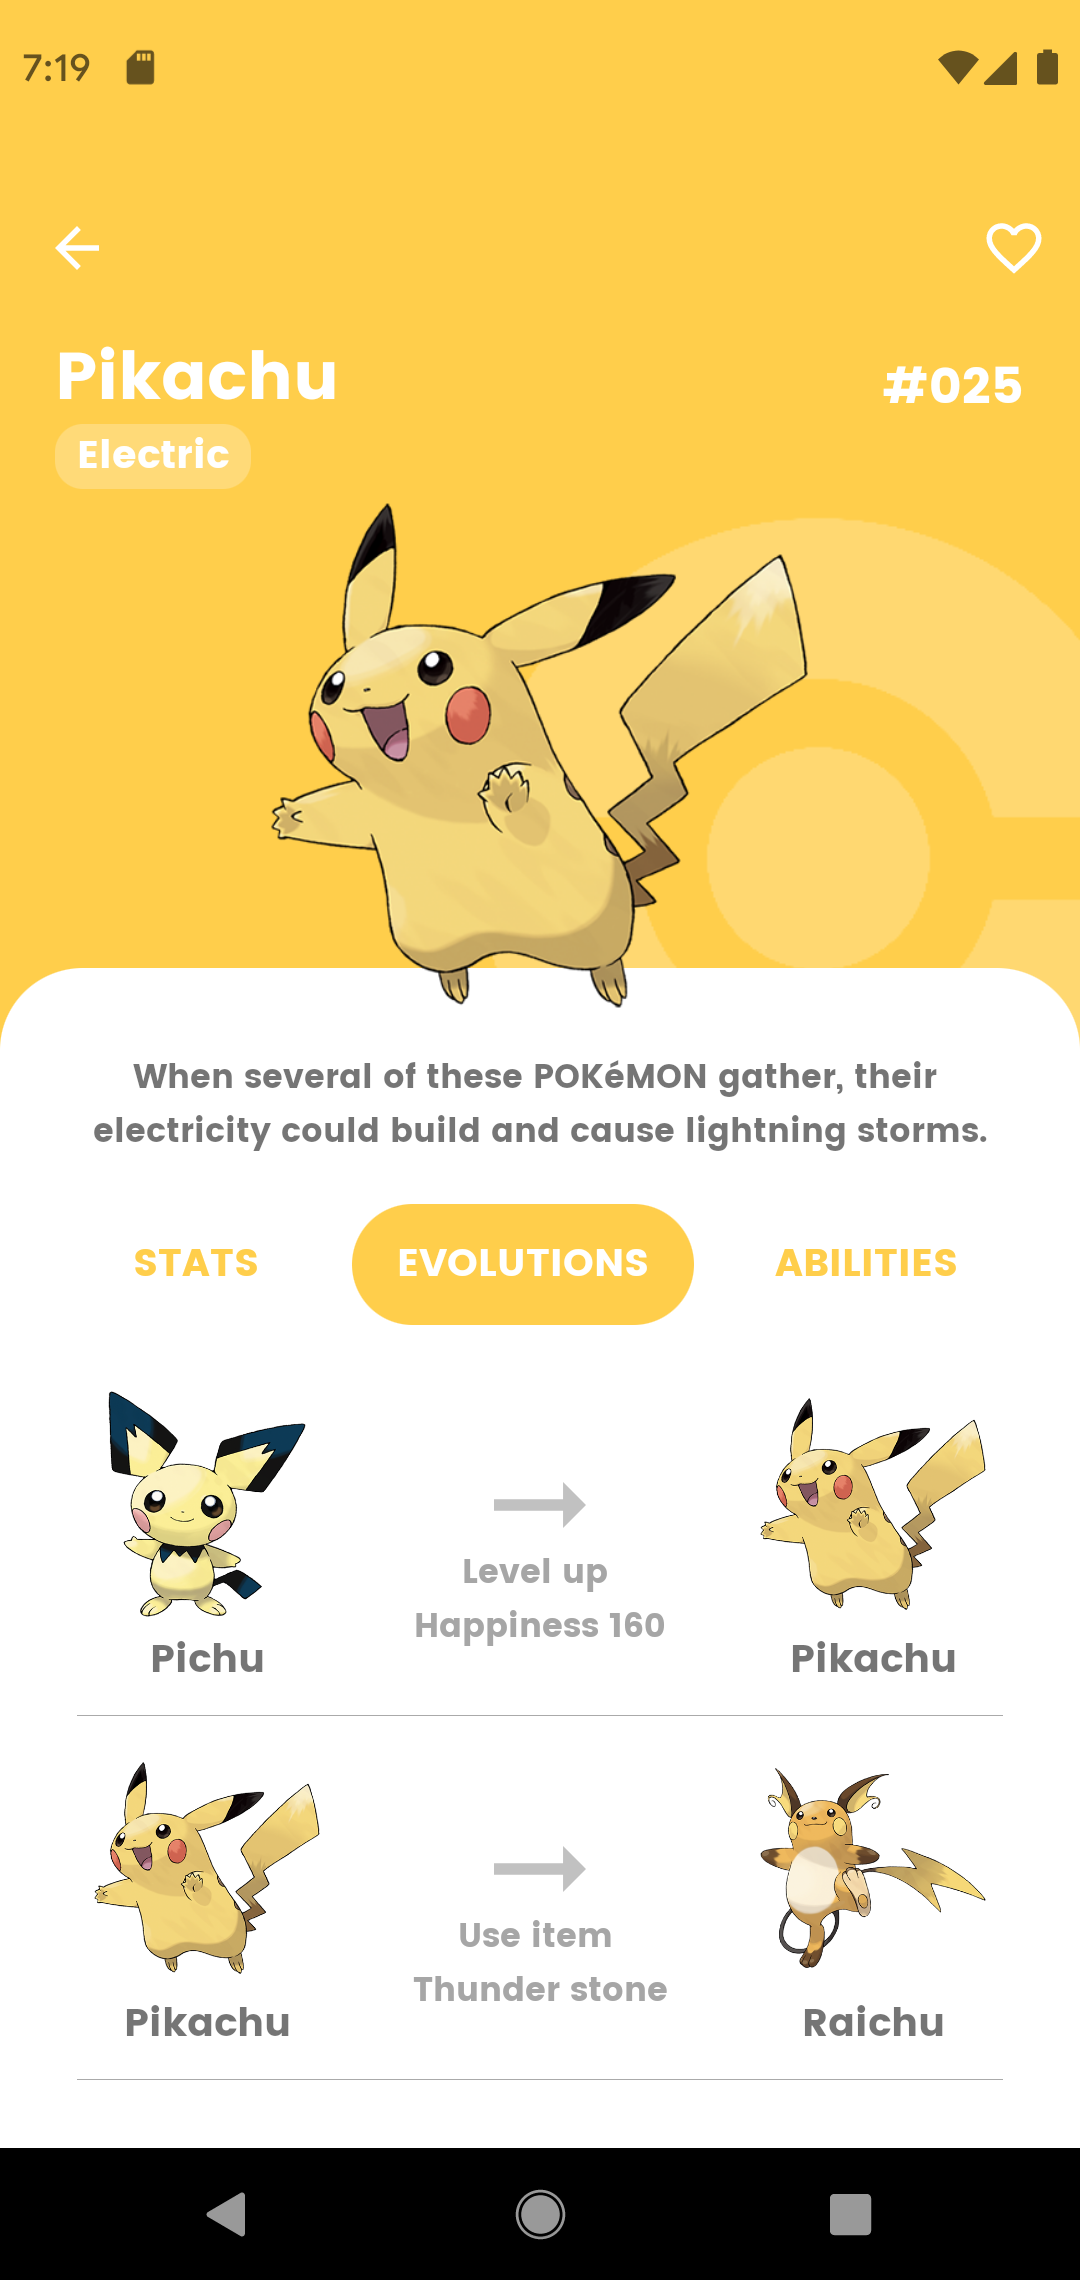 7:19
Pikachu
#025
Electric
When several of these POKéMON gather, their
electricity could build and cause lightning storms.
STATS
EVOLUTIONS
ABILITIES
Level up
Happiness 160
Pichu
Pikachu
Use item
Thunder stone
Pikachu
Raichu